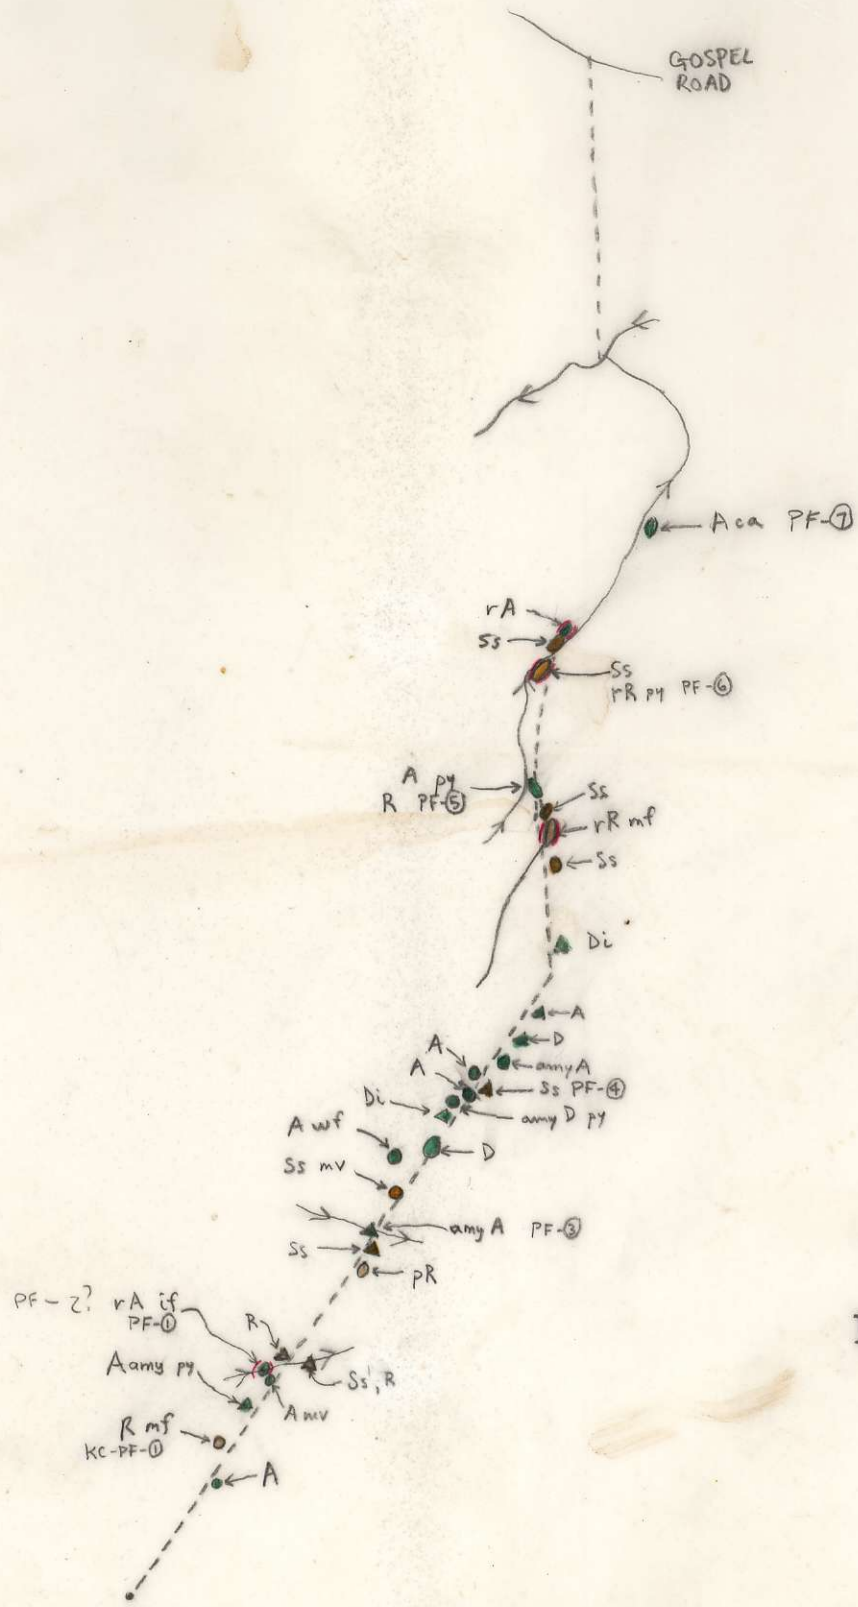 GOSPEL
ROAD
A ca PF-⑦
rA
Ss
Ss
rR py PF-⑥
A py
R PF-⑤
Ss
rR mf
Ss
Di
A
D
A
amy A
A
Ss PF-④
Di
amy D py
A wf
D
Ss mv
amy A PF-③
Ss
pR
PF-2? rA if
PF-①
R
A amy py
Ss, R
A mv
R mf
KC-PF-①
A